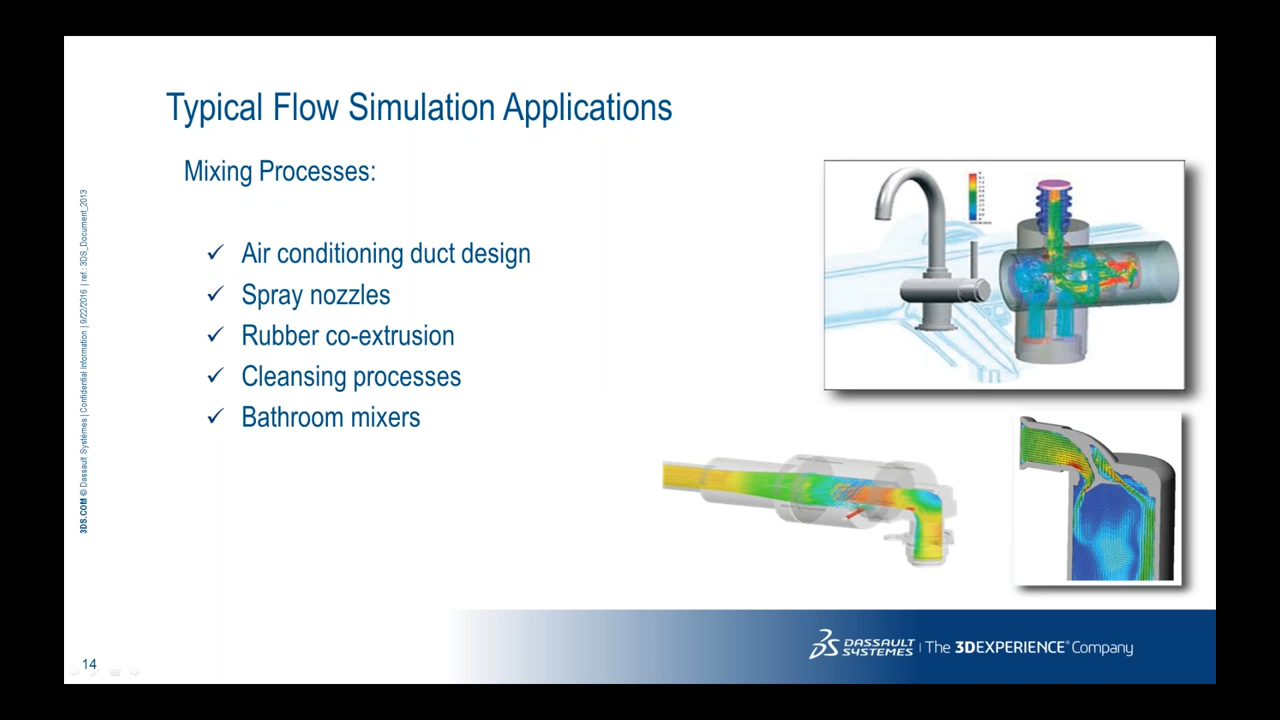 Typical Flow Simulation Applications
Mixing Processes:
✓ Air conditioning duct design
✓ Spray nozzles
✓ Rubber co-extrusion
✓ Cleansing processes
✓ Bathroom mixers
3DS.COM © Dassault Systèmes | Confidential Information | 9/22/2016 | ref.: 3DS_Document_2013
14
3DS DASSAULT SYSTEMES | The 3DEXPERIENCE® Company